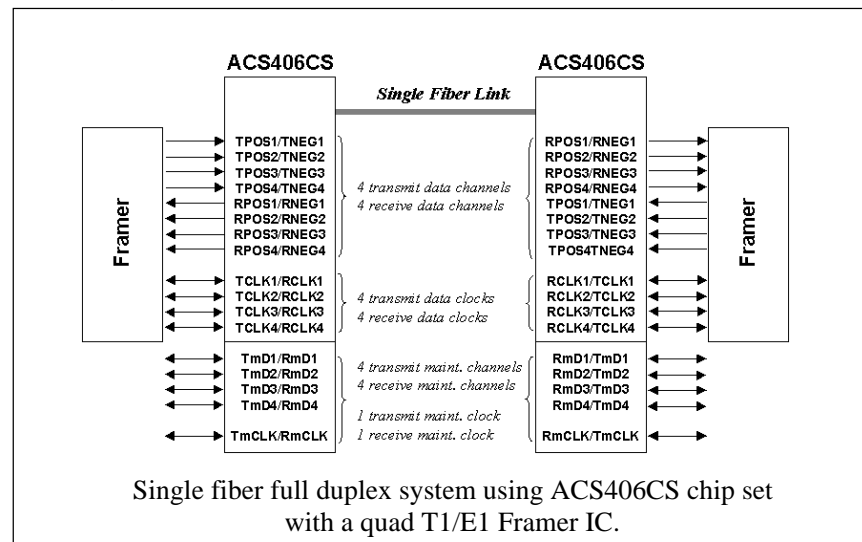 ACS406CS
ACS406CS
Single Fiber Link
Framer
TPOS1/TNEG1
TPOS2/TNEG2
TPOS3/TNEG3
TPOS4/TNEG4
RPOS1/RNEG1
RPOS2/RNEG2
RPOS3/RNEG3
RPOS4/RNEG4
TCLK1/RCLK1
TCLK2/RCLK2
TCLK3/RCLK3
TCLK4/RCLK4
TmD1/RmD1
TmD2/RmD2
TmD3/RmD3
TmD4/RmD4
TmCLK/RmCLK
4 transmit data channels
4 receive data channels
4 transmit data clocks
4 receive data clocks
4 transmit maint. channels
4 receive maint. channels
1 transmit maint. clock
1 receive maint. clock
RPOS1/RNEG1
RPOS2/RNEG2
RPOS3/RNEG3
RPOS4/RNEG4
TPOS1/TNEG1
TPOS2/TNEG2
TPOS3/TNEG3
TPOS4TNEG4
RCLK1/TCLK1
RCLK2/TCLK2
RCLK3/TCLK3
RCLK4/TCLK4
RmD1/TmD1
RmD2/TmD2
RmD3/TmD3
RmD4/TmD4
RmCLK/TmCLK
Framer
Single fiber full duplex system using ACS406CS chip set
with a quad T1/E1 Framer IC.